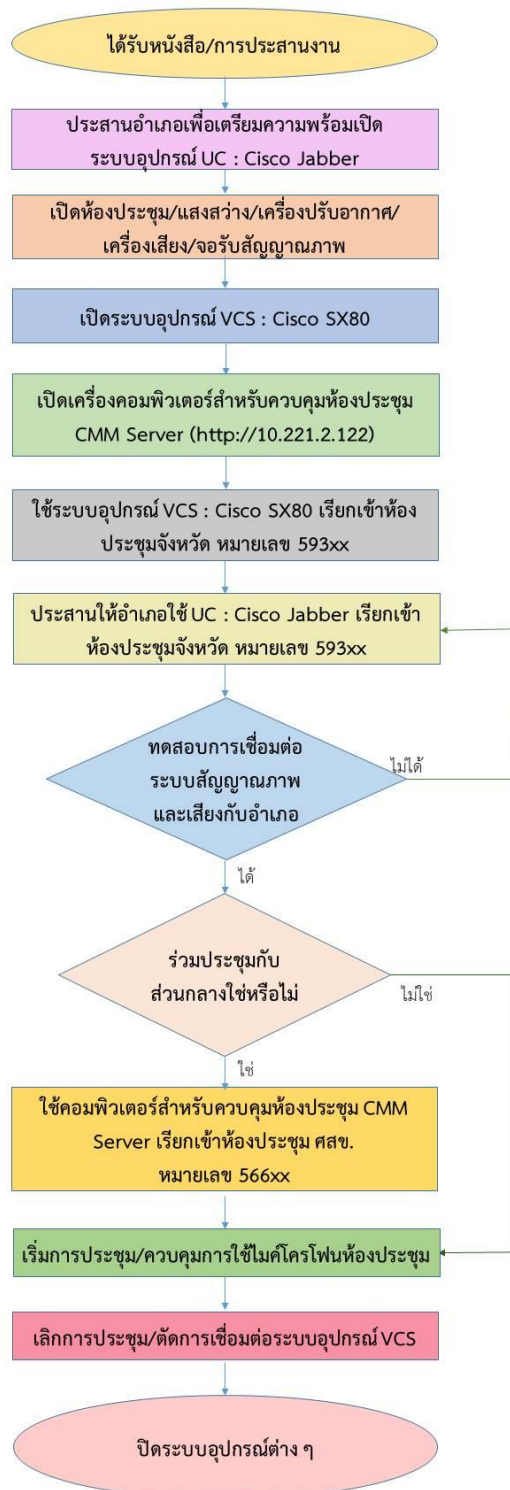 ได้รับหนังสือ/การประสานงาน
ประสานอำเภอเพื่อเตรียมความพร้อมเปิด
ระบบอุปกรณ์ UC : Cisco Jabber
เปิดห้องประชุม/แสงสว่าง/เครื่องปรับอากาศ/
เครื่องเสียง/จอรับสัญญาณภาพ
เปิดระบบอุปกรณ์ VCS : Cisco SX80
เปิดเครื่องคอมพิวเตอร์สำหรับควบคุมห้องประชุม
CMM Server (http://10.221.2.122)
ใช้ระบบอุปกรณ์ VCS : Cisco SX80 เรียกเข้าห้อง
ประชุมจังหวัด หมายเลข 593xx
ประสานให้อำเภอใช้ UC : Cisco Jabber เรียกเข้า
ห้องประชุมจังหวัด หมายเลข 593xx
ทดสอบการเชื่อมต่อ
ระบบสัญญาณภาพ
และเสียงกับอำเภอ
ไม่ได้
ได้
ร่วมประชุมกับ
ส่วนกลางใช่หรือไม่
ไม่ใช่
ใช่
ใช้คอมพิวเตอร์สำหรับควบคุมห้องประชุม CMM
Server เรียกเข้าห้องประชุม ศสข.
หมายเลข 566xx
เริ่มการประชุม/ควบคุมการใช้ไมค์โครโฟนห้องประชุม
เลิกการประชุม/ตัดการเชื่อมต่อระบบอุปกรณ์ VCS
ปิดระบบอุปกรณ์ต่าง ๆ